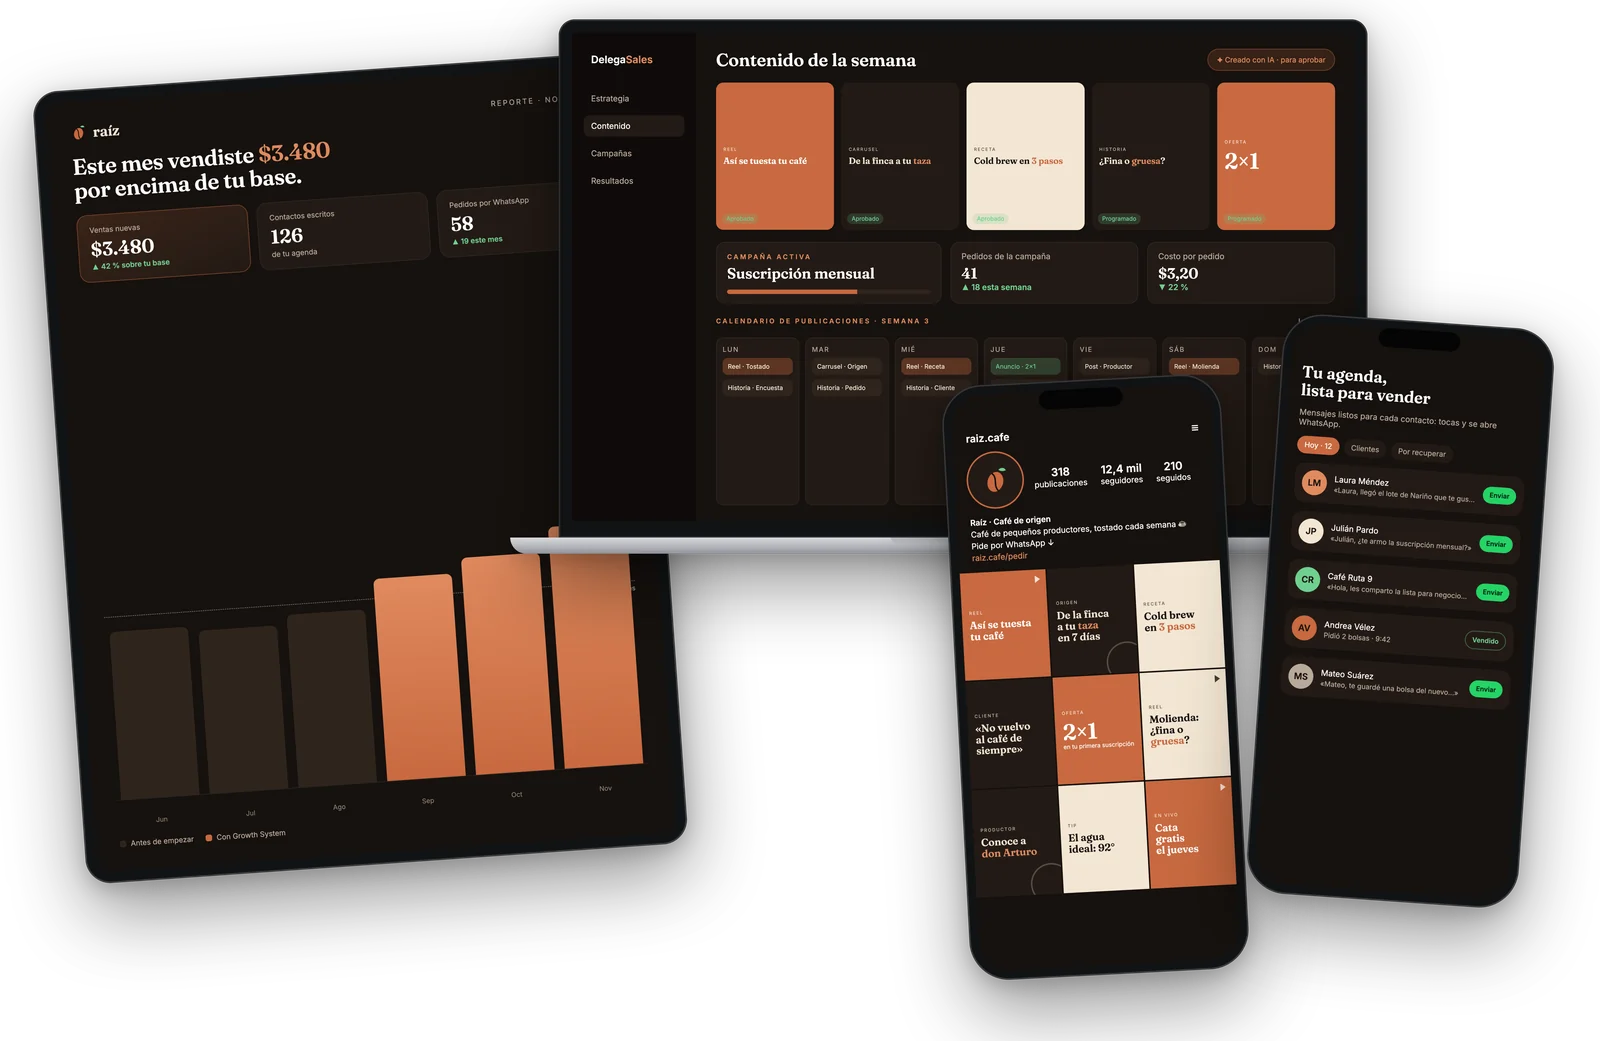 raíz
REPORTE · NO
Este mes vendiste $3.480
por encima de tu base.
Ventas nuevas
$3.480
▲ 42 % sobre tu base
Contactos escritos
126
de tu agenda
Pedidos por WhatsApp
58
▲ 19 este mes
Jun
Jul
Ago
Sep
Oct
Nov
Antes de empezar
Con Growth System
DelegaSales
Estrategia
Contenido
Campañas
Resultados
Contenido de la semana
✦ Creado con IA · para aprobar
REEL
Así se tuesta tu café
Aprobado
CARRUSEL
De la finca a tu taza
Aprobado
RECETA
Cold brew en 3 pasos
Aprobado
HISTORIA
¿Fina o gruesa?
Programado
OFERTA
2×1
Programado
CAMPAÑA ACTIVA
Suscripción mensual
Pedidos de la campaña
41
▲ 18 esta semana
Costo por pedido
$3,20
▼ 22 %
CALENDARIO DE PUBLICACIONES · SEMANA 3
LUN
Reel · Tostado
Historia · Encuesta
MAR
Carrusel · Origen
Historia · Pedido
MIÉ
Reel · Receta
Historia · Cliente
JUE
Anuncio · 2×1
VIE
Post · Productor
SÁB
Reel · Molienda
DOM
Histor
raiz.cafe
≡
318
publicaciones
12,4 mil
seguidores
210
seguidos
Raíz · Café de origen
Café de pequeños productores, tostado cada semana ☕
Pide por WhatsApp ↓
raiz.cafe/pedir
REEL
Así se tuesta
tu café
ORIGEN
De la finca
a tu taza
en 7 días
RECETA
Cold brew
en 3 pasos
CLIENTE
«No vuelvo
al café de
siempre»
OFERTA
2×1
en tu primera suscripción
REEL
Molienda:
¿fina o
gruesa?
PRODUCTOR
Conoce a
don Arturo
TIP
El agua
ideal: 92°
EN VIVO
Cata
gratis
el jueves
Tu agenda,
lista para vender
Mensajes listos para cada contacto: tocas y se abre
WhatsApp.
Hoy · 12
Clientes
Por recuperar
LM
Laura Méndez
«Laura, llegó el lote de Nariño que te gus...
Enviar
JP
Julián Pardo
«Julián, ¿te armo la suscripción mensual?»
Enviar
CR
Café Ruta 9
«Hola, les comparto la lista para negocio...
Enviar
AV
Andrea Vélez
Pidió 2 bolsas · 9:42
Vendido
MS
Mateo Suárez
«Mateo, te guardé una bolsa del nuevo...»
Enviar